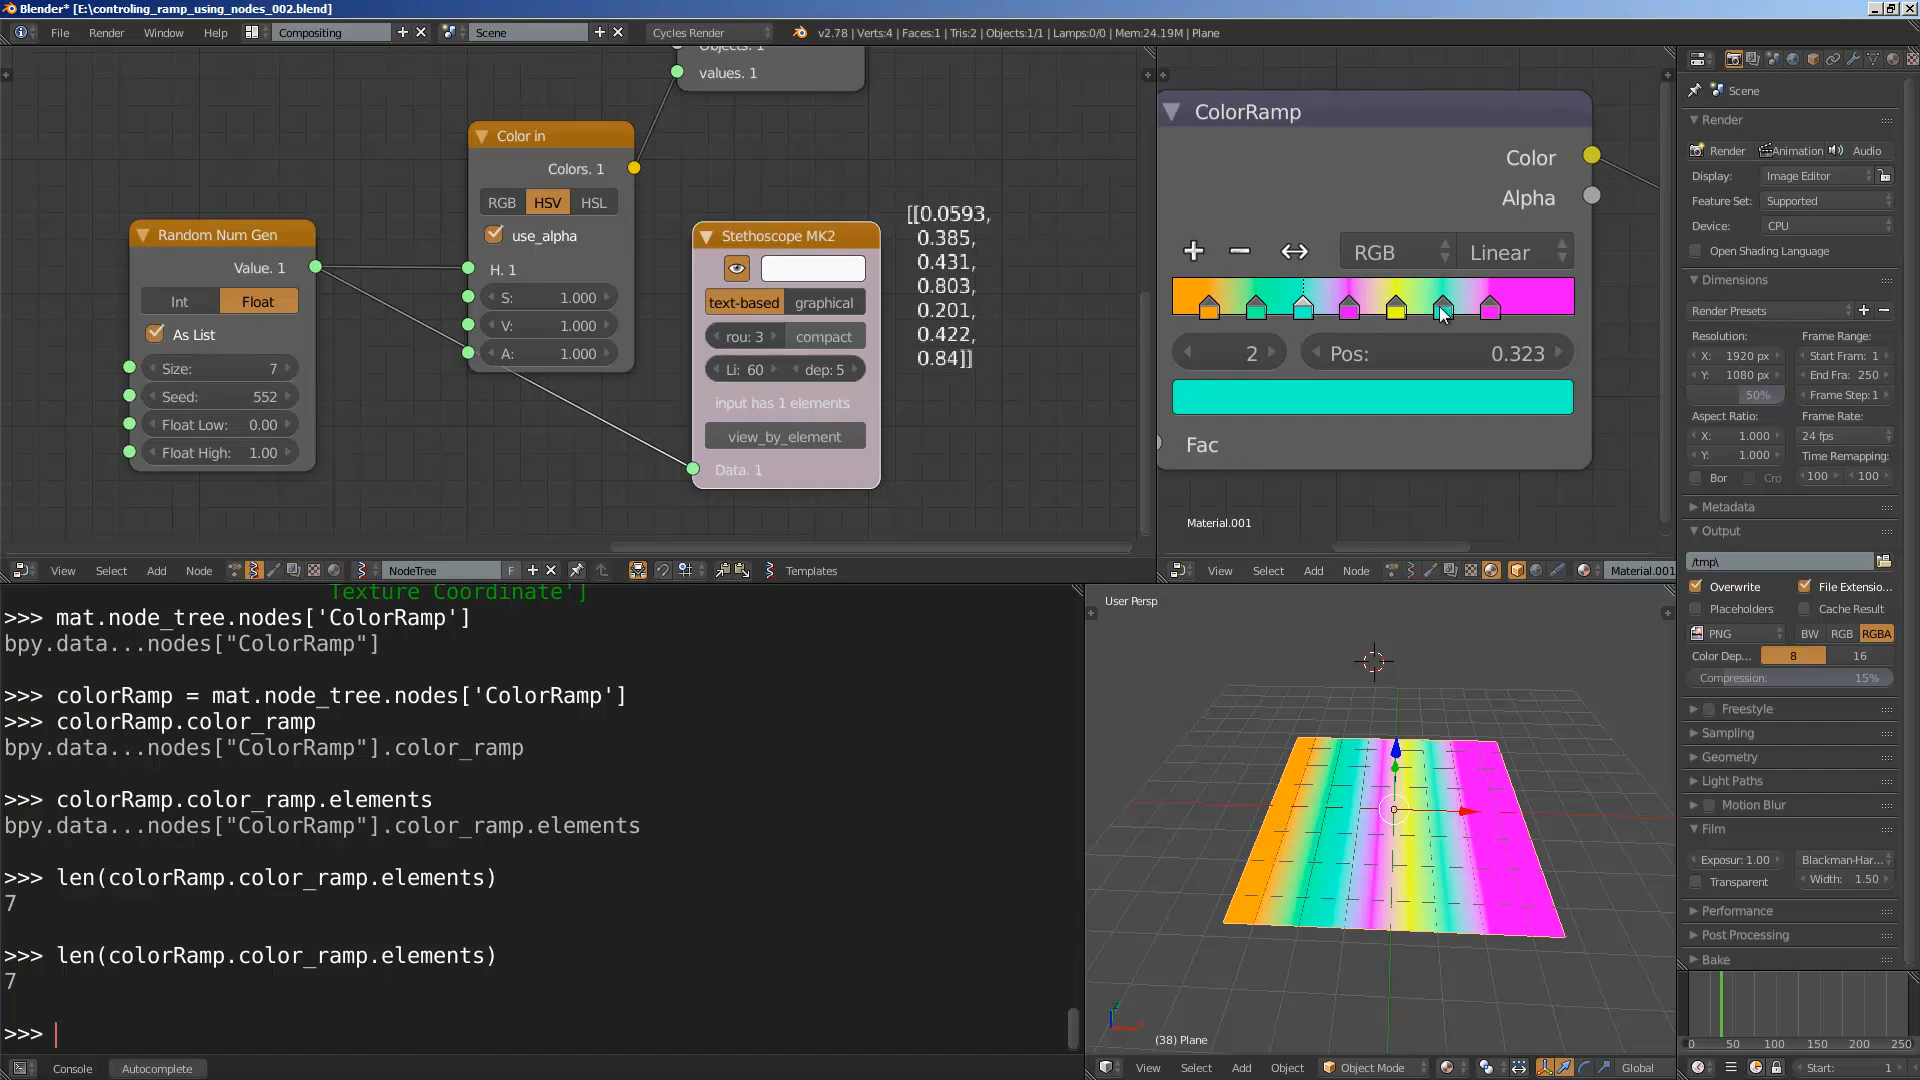 Blender* [E:\controling_ramp_using_nodes_002.blend]
File Render Window Help Compositing Scene Cycles Render v2.78 | Verts:4 | Faces:1 | Tris:2 | Objects:1/1 | Lamps:0/0 | Mem:24.19M | Plane
Objects. 1
values. 1
Color in
Colors. 1
RGB HSV HSL
use_alpha
H. 1
S: 1.000
V: 1.000
A: 1.000
Random Num Gen
Value. 1
Int Float
As List
Size: 7
Seed: 552
Float Low: 0.00
Float High: 1.00
Stethoscope MK2
text-based graphical
rou: 3 compact
Li: 60 dep: 5
input has 1 elements
view_by_element
Data. 1
[[0.0593,
0.385,
0.431,
0.803,
0.201,
0.422,
0.84]]
View Select Add Node NodeTree F Templates
ColorRamp
Color
Alpha
RGB Linear
2 Pos: 0.323
Fac
Material.001
View Select Add Node Material.001
Texture Coordinate']
>>> mat.node_tree.nodes['ColorRamp']
bpy.data...nodes["ColorRamp"]
>>> colorRamp = mat.node_tree.nodes['ColorRamp']
>>> colorRamp.color_ramp
bpy.data...nodes["ColorRamp"].color_ramp
>>> colorRamp.color_ramp.elements
bpy.data...nodes["ColorRamp"].color_ramp.elements
>>> len(colorRamp.color_ramp.elements)
7
>>> len(colorRamp.color_ramp.elements)
7
>>>
Console Autocomplete
User Persp
(38) Plane
View Select Add Object Object Mode Global
Scene
Render
Render Animation Audio
Display: Image Editor
Feature Set: Supported
Device: CPU
Open Shading Language
Dimensions
Render Presets
Resolution: Frame Range:
X: 1920 px Start Fram: 1
Y: 1080 px End Fra: 250
50% Frame Step: 1
Aspect Ratio: Frame Rate:
X: 1.000 24 fps
Y: 1.000 Time Remapping:
Bor Cro 100 100
Metadata
Output
/tmp\
Overwrite File Extensio...
Placeholders Cache Result
PNG BW RGB RGBA
Color Dep... 8 16
Compression: 15%
Freestyle
Sampling
Geometry
Light Paths
Motion Blur
Film
Exposur: 1.00 Blackman-Har...
Transparent Width: 1.50
Performance
Post Processing
Bake
0 50 100 150 200 250
Start: 1